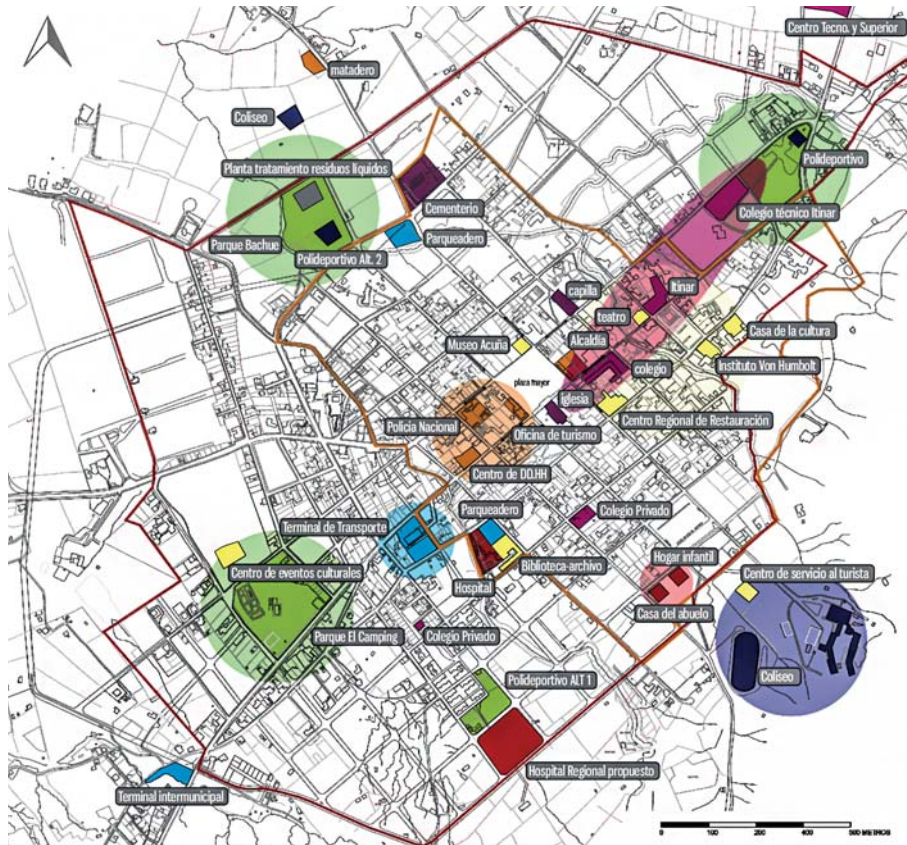 Centro Tecno. y Superior
matadero
Coliseo
Planta tratamiento residuos líquidos
Polideportivo
Cementerio
Colegio técnico Itinar
Parque Bachue
Parqueadero
Polideportivo Alt. 2
capilla
Itinar
teatro
Casa de la cultura
Museo Acuña
Alcaldía
Instituto Von Humbolt
colegio
plaza mayor
iglesia
Centro Regional de Restauración
Policia Nacional
Oficina de turismo
Centro de DD.HH
Parqueadero
Colegio Privado
Terminal de Transporte
Hogar infantil
Biblioteca-archivo
Centro de servicio al turista
Centro de eventos culturales
Hospital
Casa del abuelo
Parque El Camping
Colegio Privado
Coliseo
Polideportivo ALT 1
Hospital Regional propuesto
Terminal intermunicipal
0 100 200 400 500 METROS